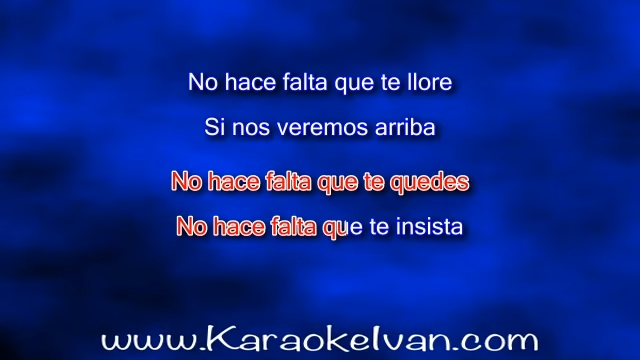 No hace falta que te llore
Si nos veremos arriba
No hace falta que te quedes
No hace falta que te insista
www.KaraokeIvan.com